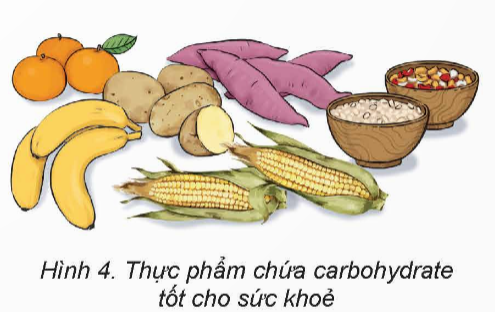 Hình 4. Thực phẩm chứa carbohydrate
tốt cho sức khoẻ